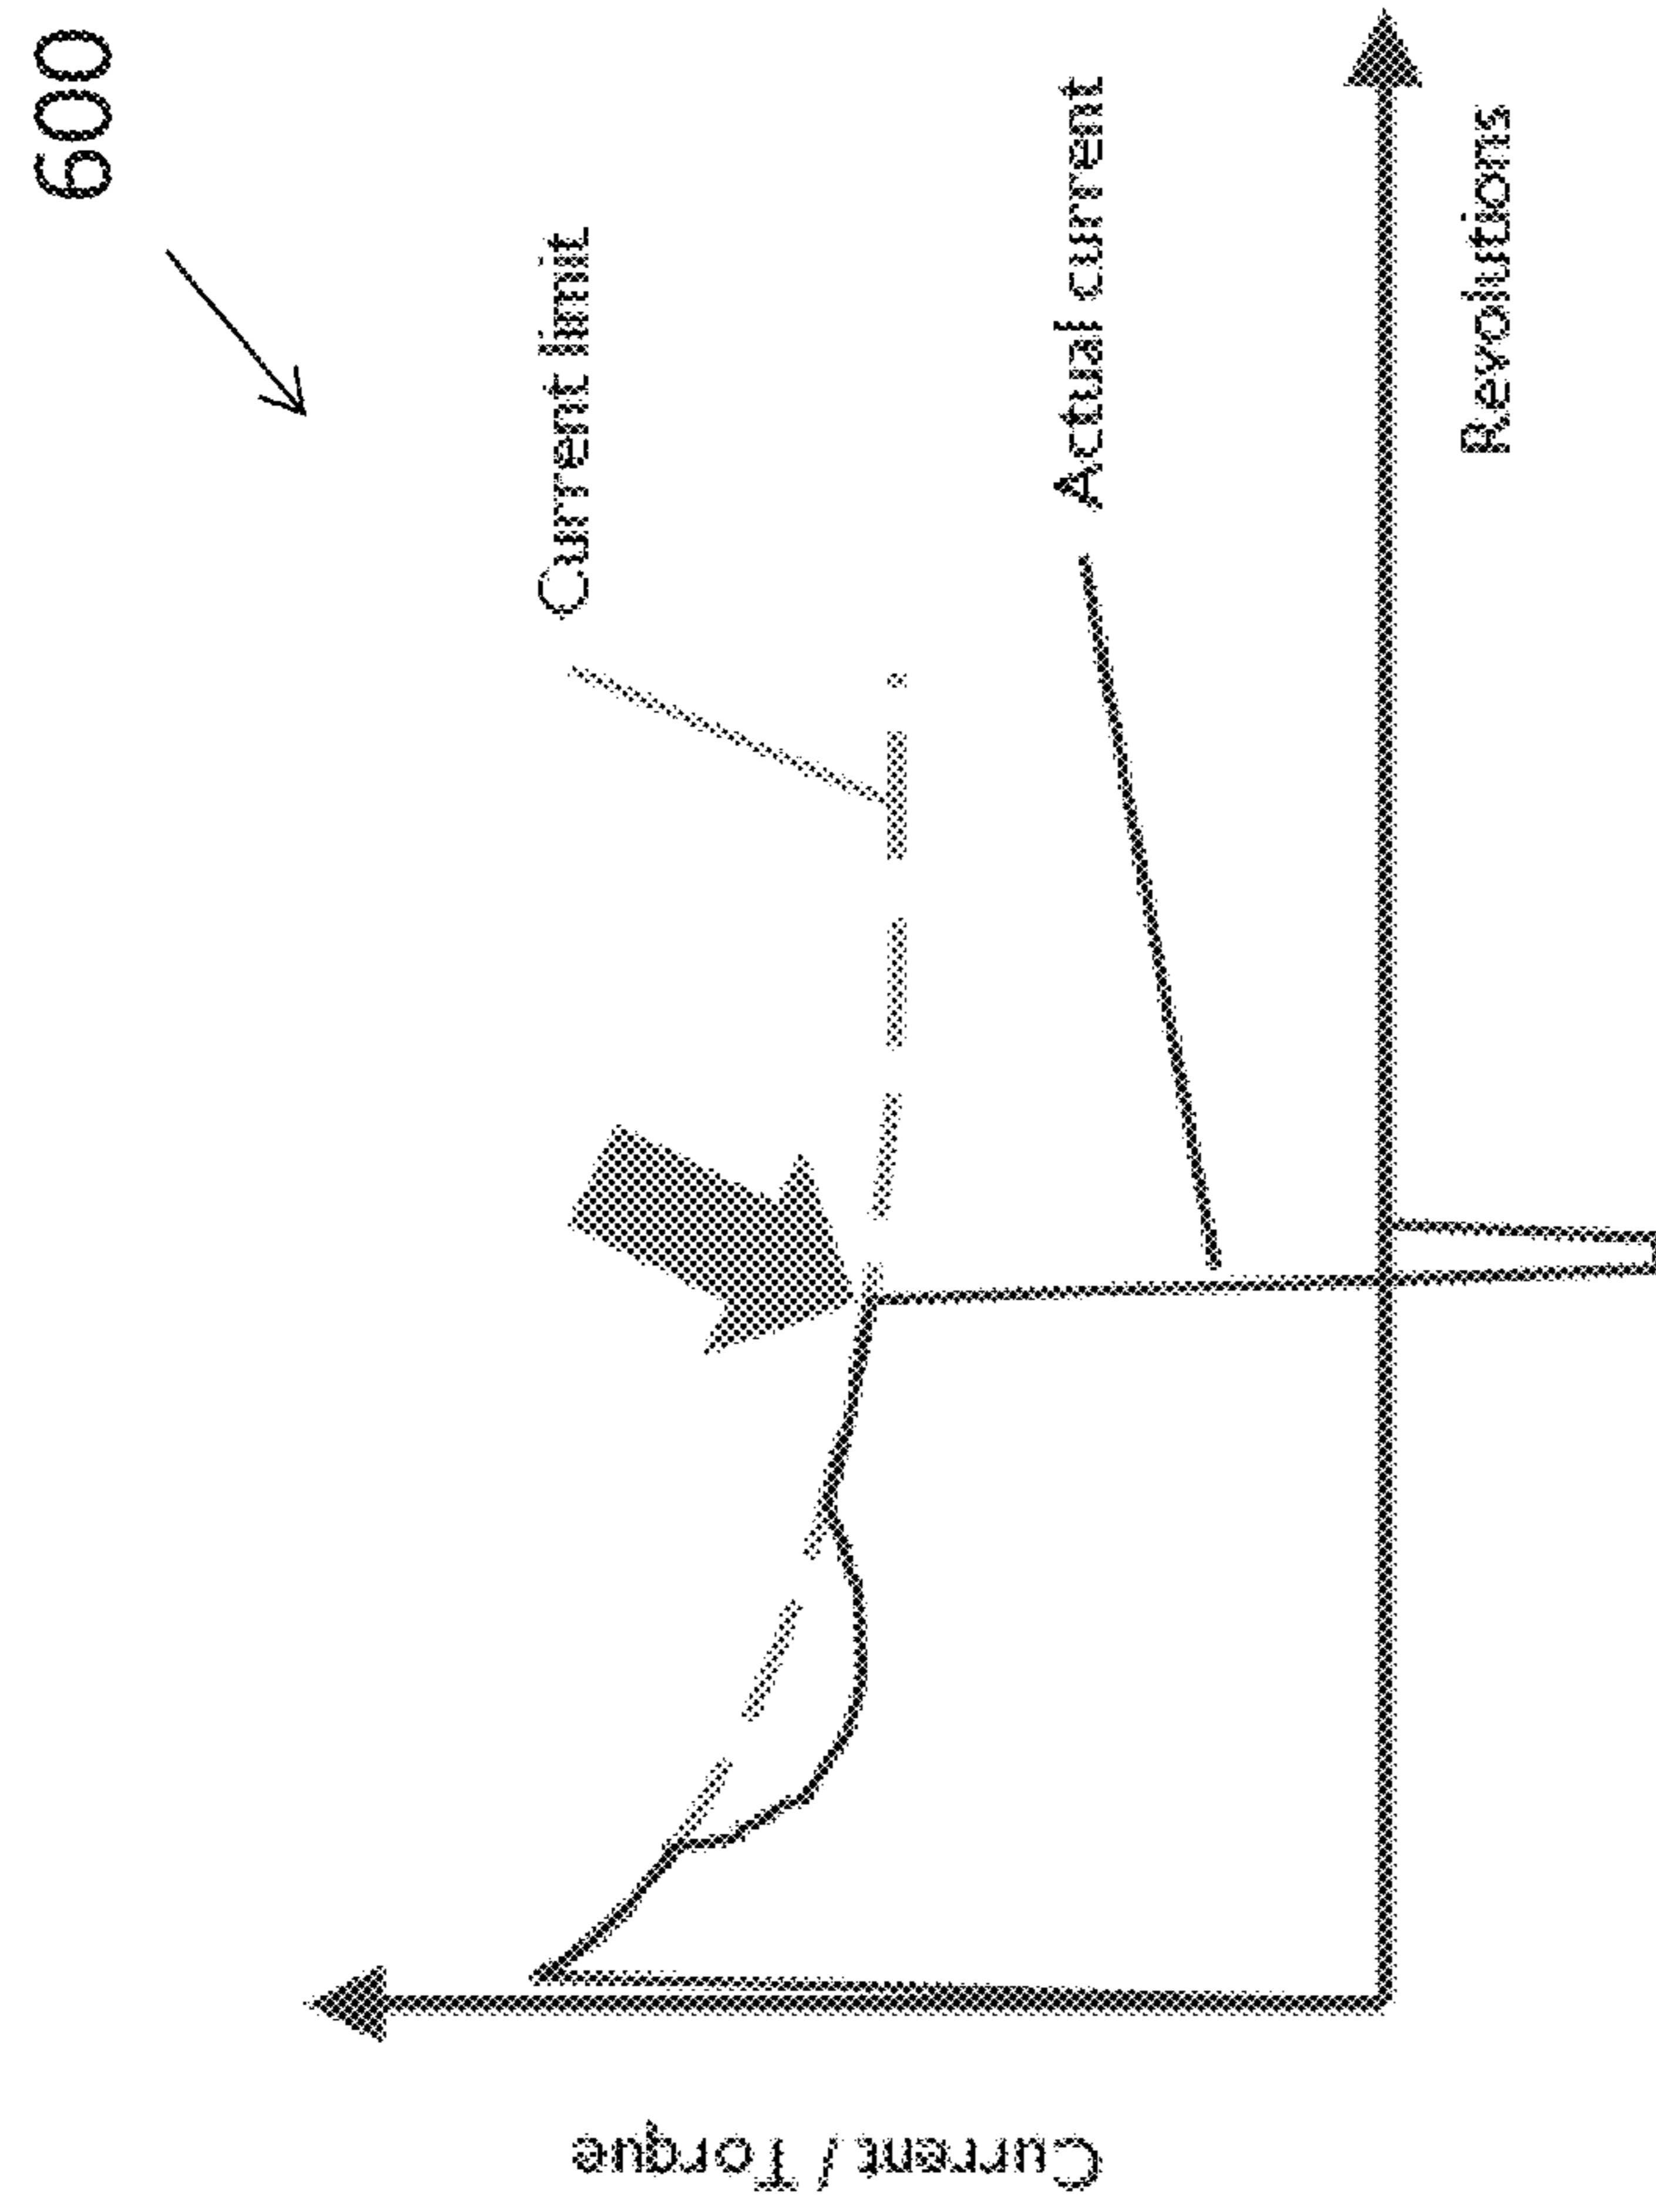 600
Current limit
Actual current
Revolutions
Current / Torque